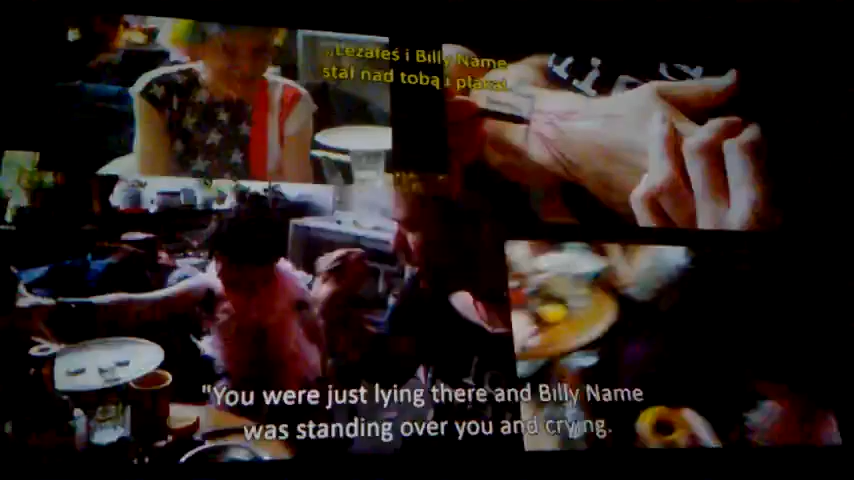 „Leżałeś i Billy Name
stał nad tobą i płakał.
"You were just lying there and Billy Name
was standing over you and crying.